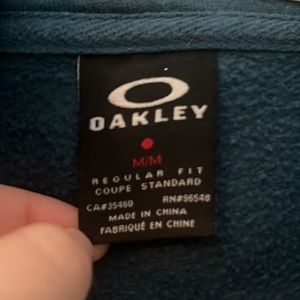 OAKLEY
M/M
REGULAR FIT
COUPE STANDARD
CA#35460 RN#96548
MADE IN CHINA
FABRIQUÉ EN CHINE